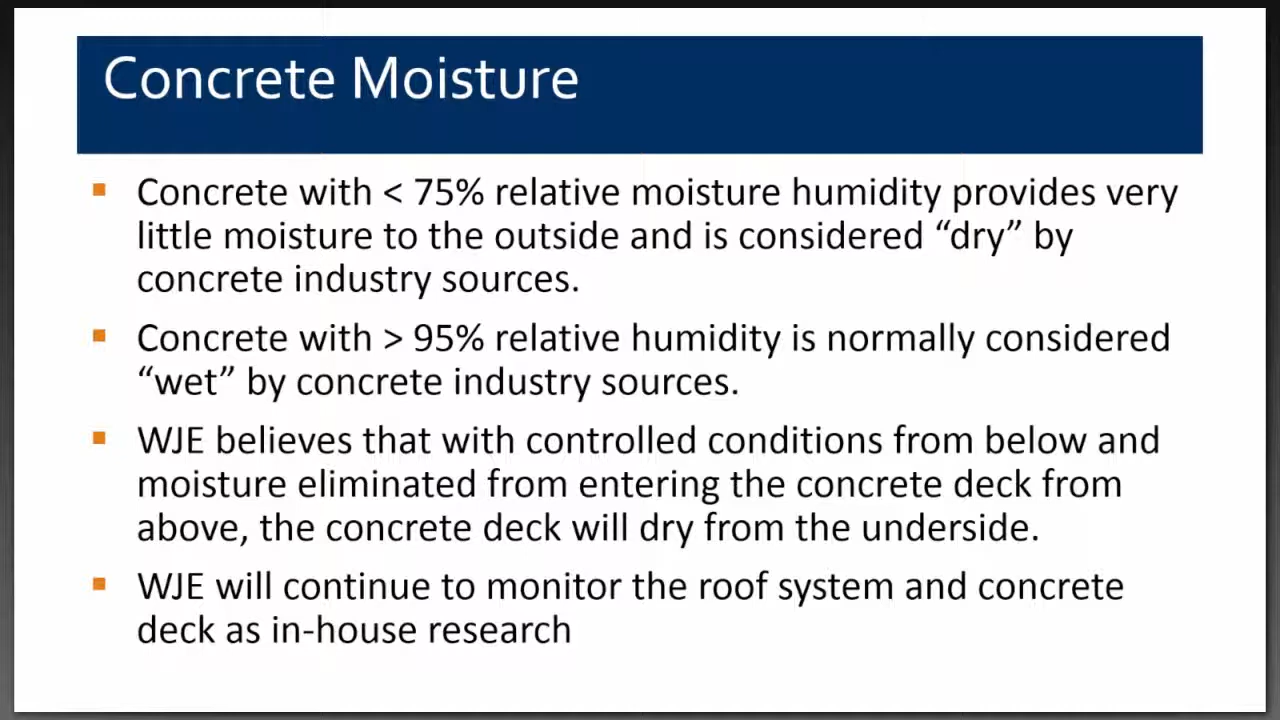 Concrete Moisture
Concrete with < 75% relative moisture humidity provides very
little moisture to the outside and is considered “dry” by
concrete industry sources.
Concrete with > 95% relative humidity is normally considered
“wet” by concrete industry sources.
WJE believes that with controlled conditions from below and
moisture eliminated from entering the concrete deck from
above, the concrete deck will dry from the underside.
WJE will continue to monitor the roof system and concrete
deck as in-house research